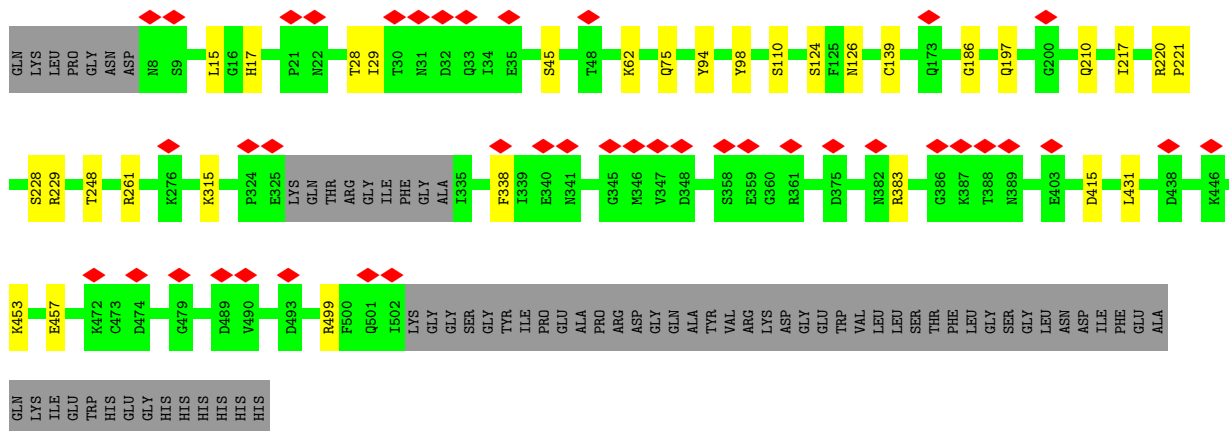 GLN LYS LEU PRO GLY ASN ASP N8 S9 L15 G16 H17 P21 N22 T28 I29 T30 N31 D32 Q33 I34 E35 S45 T48 K62 Q75 Y94 Y98 S110 S124 F125 N126 C139 Q173 G186 Q197 G200 Q210 I217 R220 P221
S228 R229 T248 R261 K276 K315 P324 E325 LYS GLN THR ARG GLY ILE PHE GLY ALA I335 F338 I339 E340 N341 G345 M346 V347 D348 S358 E359 G360 R361 D375 N382 R383 G386 K387 T388 N389 E403 D415 L431 D438 K446
K453 E457 K472 C473 D474 G479 D489 V490 D493 R499 F500 Q501 I502 LYS GLY GLY SER GLY TYR ILE PRO GLU ALA PRO ARG ASP GLY GLN ALA TYR VAL ARG LYS ASP GLY GLU TRP VAL LEU LEU SER THR PHE LEU GLY SER GLY LEU ASN ASP ILE PHE GLU ALA
GLN LYS ILE GLU TRP HIS GLU GLY HIS HIS HIS HIS HIS HIS